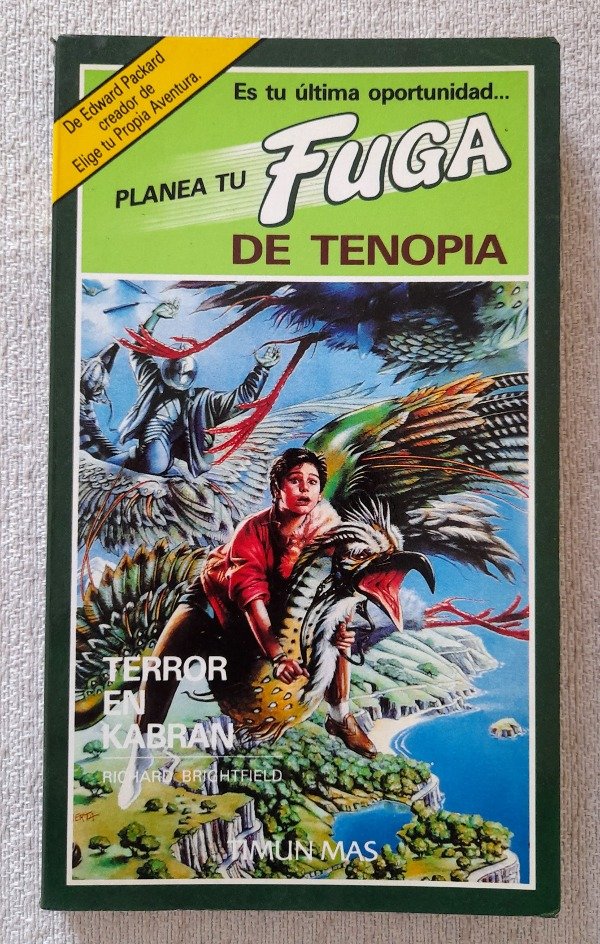 De Edward Packard
creador de
Elige tu Propia Aventura.
Es tu última oportunidad...
PLANEA TU FUGA
DE TENOPIA
TERROR
EN
KABRAN
RICHARD BRIGHTFIELD
TIMUN MAS